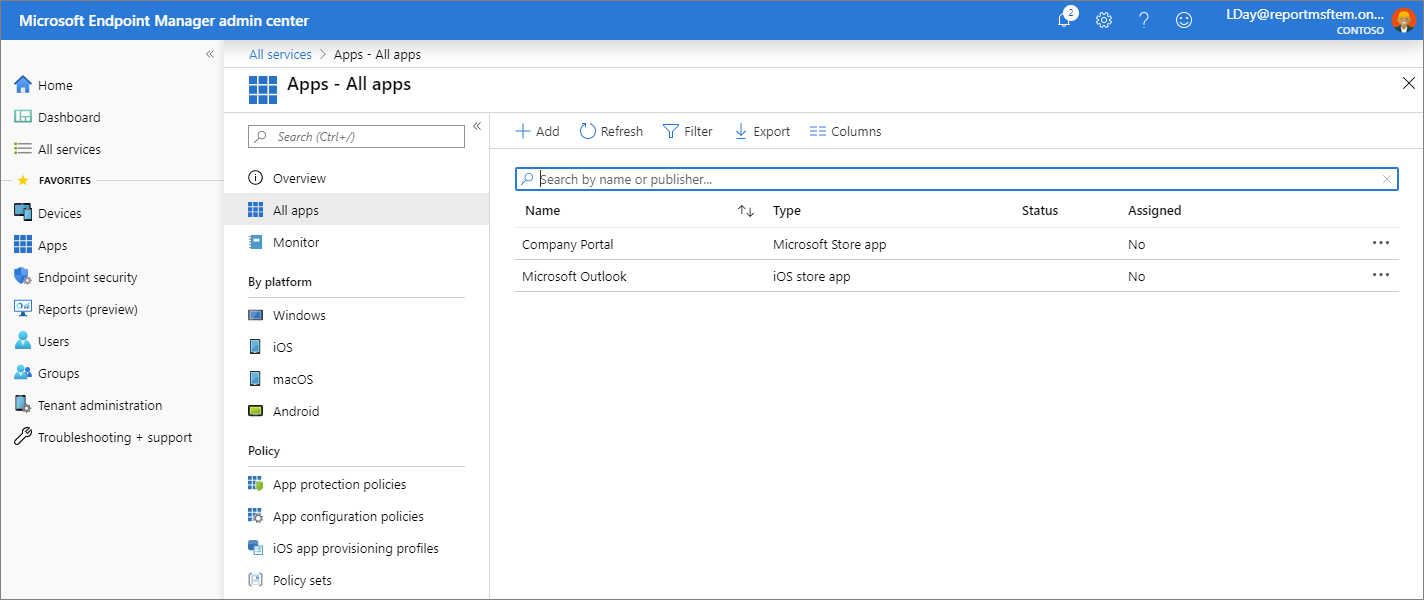 Microsoft Endpoint Manager admin center
2
LDay@reportmsftem.on...
CONTOSO
Home
Dashboard
All services
FAVORITES
Devices
Apps
Endpoint security
Reports (preview)
Users
Groups
Tenant administration
Troubleshooting + support
All services > Apps - All apps
Apps - All apps
Search (Ctrl+/)
Overview
All apps
Monitor
By platform
Windows
iOS
macOS
Android
Policy
App protection policies
App configuration policies
iOS app provisioning profiles
Policy sets
Add Refresh Filter Export Columns
Search by name or publisher...
Name Type Status Assigned
Company Portal Microsoft Store app No
Microsoft Outlook iOS store app No